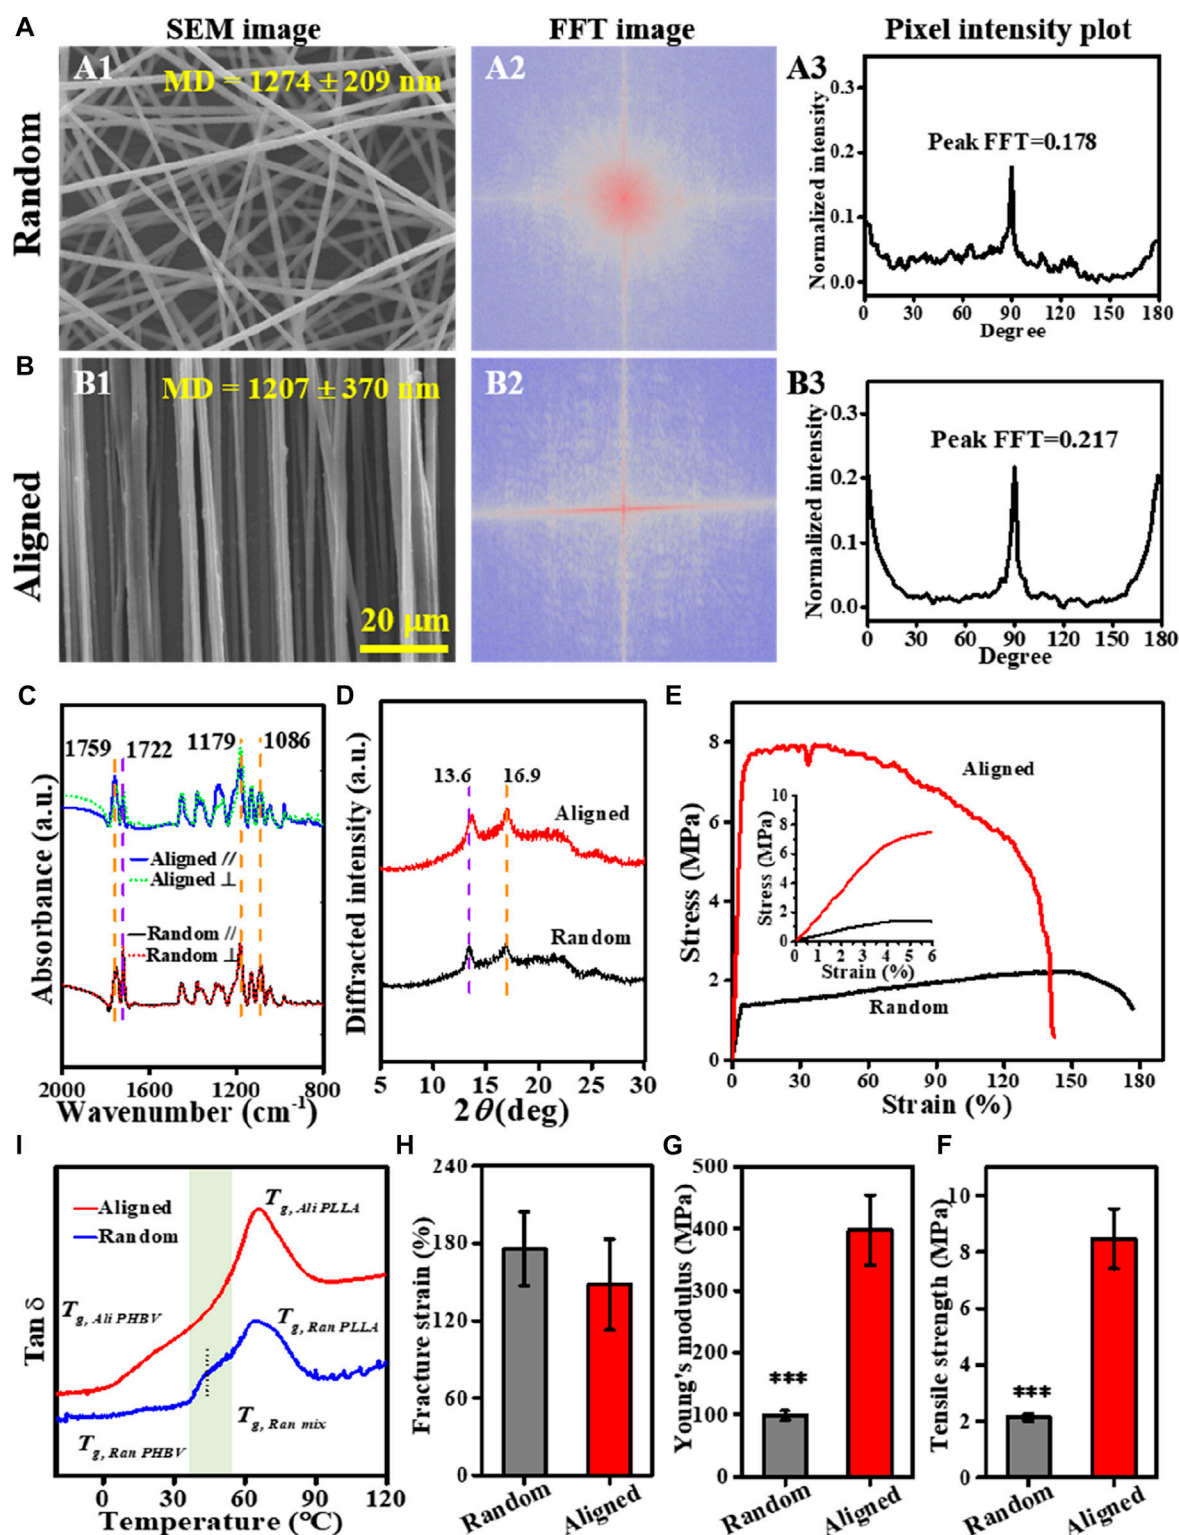 A
SEM image
FFT image
Pixel intensity plot
Random
A1
MD = 1274 ± 209 nm
A2
A3
Normalized intensity
0.3
0.2
0.1
0.0
Peak FFT=0.178
0 30 60 90 120 150 180
Degree
B
Aligned
B1
MD = 1207 ± 370 nm
20 μm
B2
B3
Normalized intensity
0.3
0.2
0.1
0.0
Peak FFT=0.217
0 30 60 90 120 150 180
Degree
C
1759 1722 1179 1086
Absorbance (a.u.)
Aligned //
Aligned ⊥
Random //
Random ⊥
2000 1600 1200 800
Wavenumber (cm-1)
D
Diffracted intensity (a.u.)
13.6 16.9
Aligned
Random
5 10 15 20 25 30
2θ(deg)
E
Stress (MPa)
8
6
4
2
0
Aligned
Random
Stress (MPa)
10
8
6
4
2
0
0 1 2 3 4 5 6
Strain (%)
0 30 60 90 120 150 180
Strain (%)
I
Tan δ
Aligned
Random
Tg, Ali PLLA
Tg, Ali PHBV
Tg, Ran PLLA
Tg, Ran mix
Tg, Ran PHBV
0 30 60 90 120
Temperature (°C)
H
Fracture strain (%)
240
180
120
60
0
Random Aligned
G
Young's modulus (MPa)
500
400
300
200
100
0
***
Random Aligned
F
Tensile strength (MPa)
10
8
6
4
2
0
***
Random Aligned